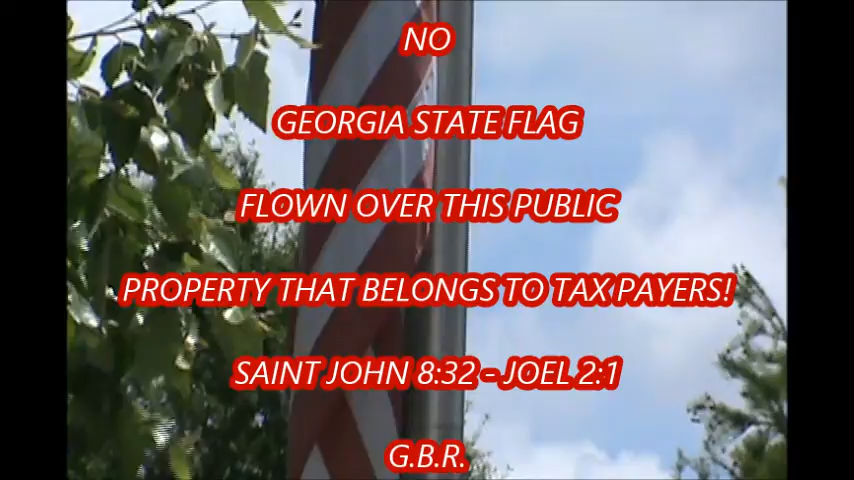 NO
GEORGIA STATE FLAG
FLOWN OVER THIS PUBLIC
PROPERTY THAT BELONGS TO TAX PAYERS!
SAINT JOHN 8:32 - JOEL 2:1
G.B.R.